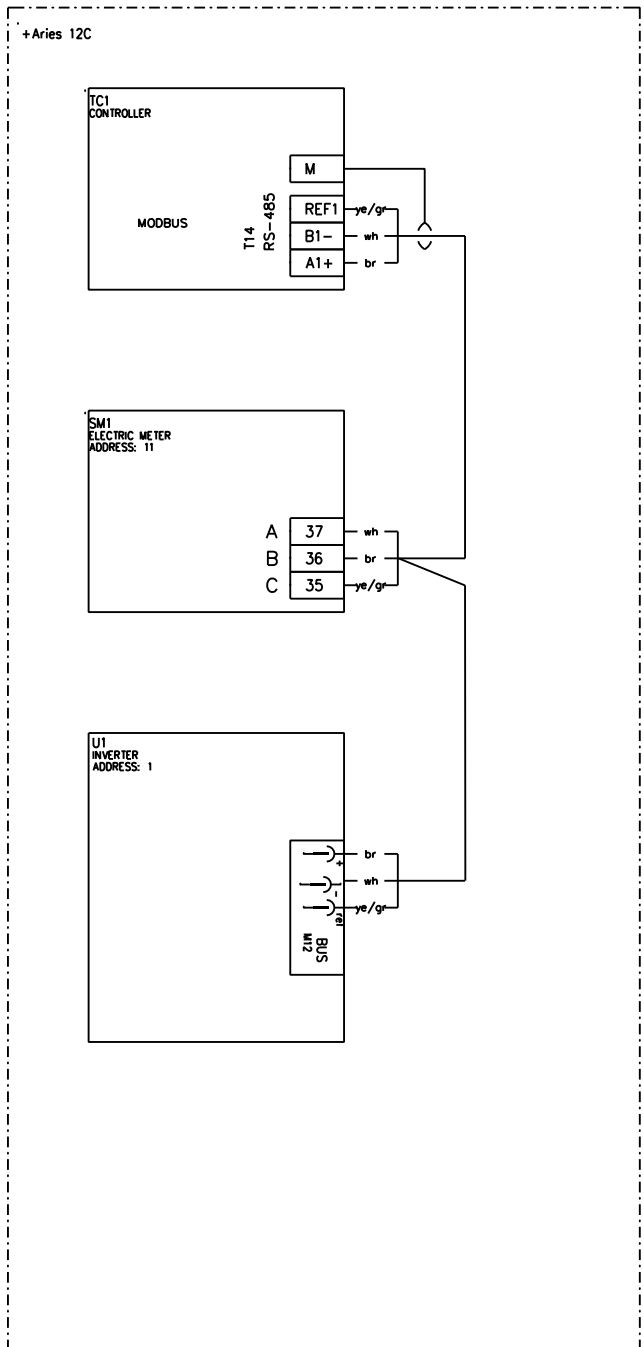 +Aries 12C
TC1
CONTROLLER
MODBUS
T14
RS-485
M
REF1 ye/gr
B1- wh
A1+ br
SM1
ELECTRIC METER
ADDRESS: 11
A 37 wh
B 36 br
C 35 ye/gr
U1
INVERTER
ADDRESS: 1
+ br
- wh
ref ye/gr
BUS
M12